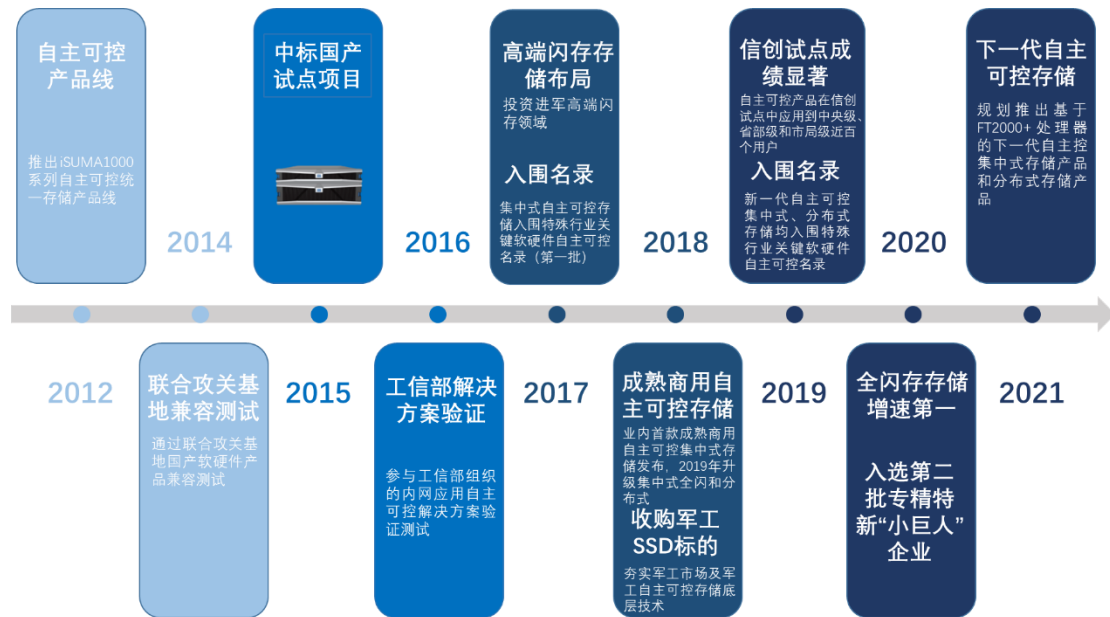 自主可控
产品线
推出iSUMA1000
系列自主可控统
一存储产品线
2012
2014
联合攻关基
地兼容测试
通过联合攻关基
地国产软硬件产
品兼容测试
中标国产
试点项目
2015
2016
工信部解决
方案验证
参与工信部组织
的内网应用自主
可控解决方案验
证测试
高端闪存存
储布局
投资进军高端闪
存领域
入围名录
集中式自主可控存
储入围特殊行业关
键软硬件自主可控
名录（第一批）
2017
2018
成熟商用自
主可控存储
业内首款成熟商用
自主可控集中式存
储发布，2019年升
级集中式全闪和分
布式
收购军工
SSD标的
夯实军工市场及军
工自主可控存储底
层技术
信创试点成
绩显著
自主可控产品在信创
试点中应用到中央级、
省部级和市局级近百
个用户
入围名录
新一代自主可控
集中式、分布式
存储均入围特殊
行业关键软硬件
自主可控名录
2019
2020
全闪存存储
增速第一
入选第二
批专精特
新“小巨人”
企业
下一代自主
可控存储
规划推出基于
FT2000+处理器
的下一代自主控
集中式存储产品
和分布式存储产
品
2021